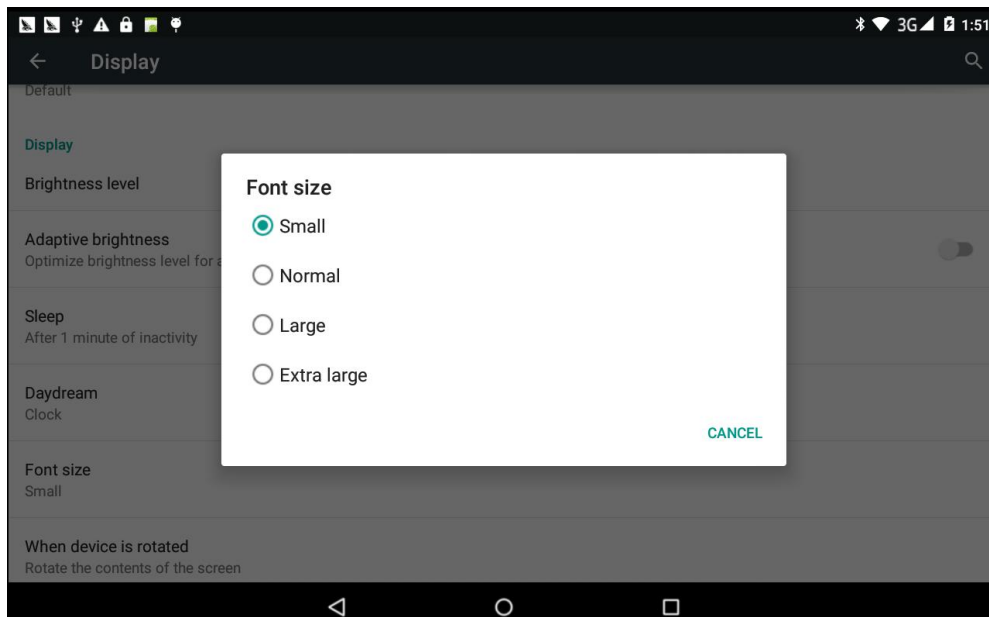 3G 1:51
Display
Default
Display
Brightness level
Font size
Small
Adaptive brightness
Optimize brightness level for
Normal
Sleep
After 1 minute of inactivity
Large
Extra large
Daydream
Clock
CANCEL
Font size
Small
When device is rotated
Rotate the contents of the screen